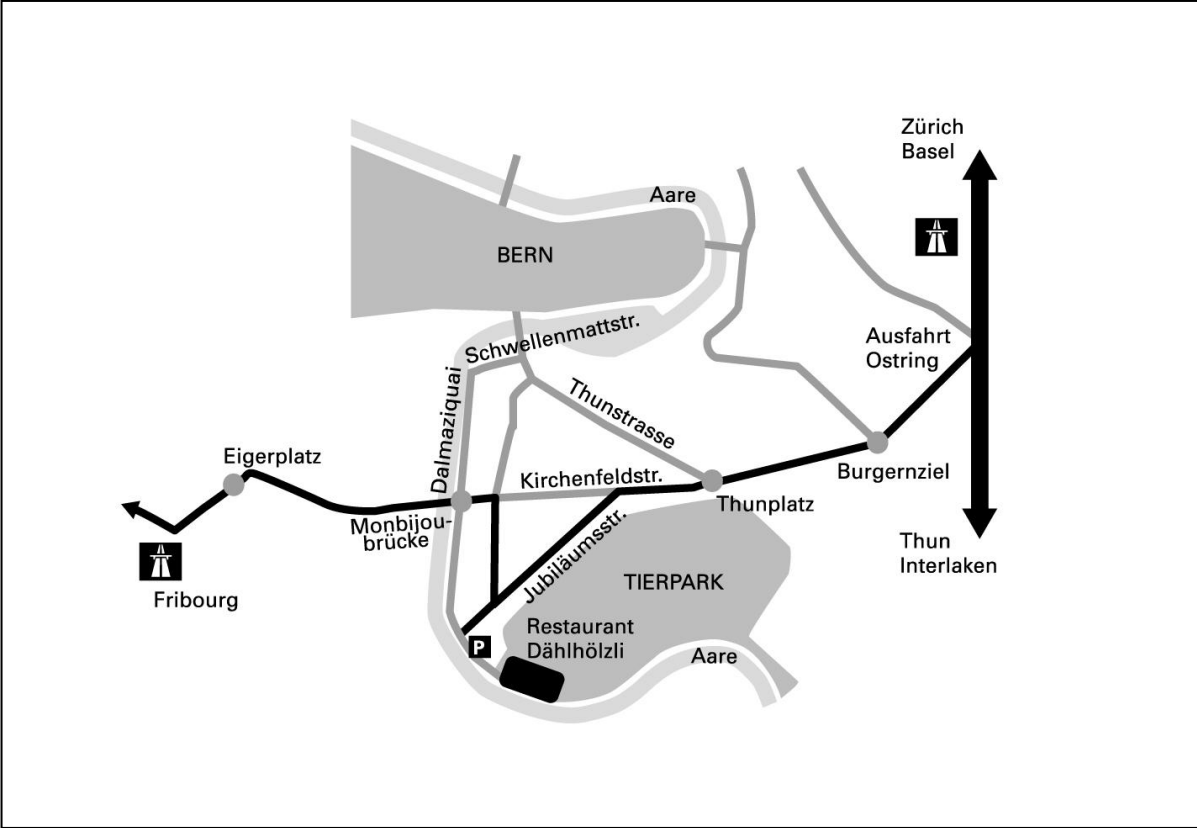 Zürich
Basel
Aare
BERN
Schwellenmattstr.
Ausfahrt
Ostring
Dalmaziquai
Thunstrasse
Eigerplatz
Kirchenfeldstr.
Burgernziel
Thunplatz
Monbijou-
brücke
Jubiläumsstr.
Thun
Interlaken
TIERPARK
Fribourg
Restaurant
Dählhölzli
P
Aare